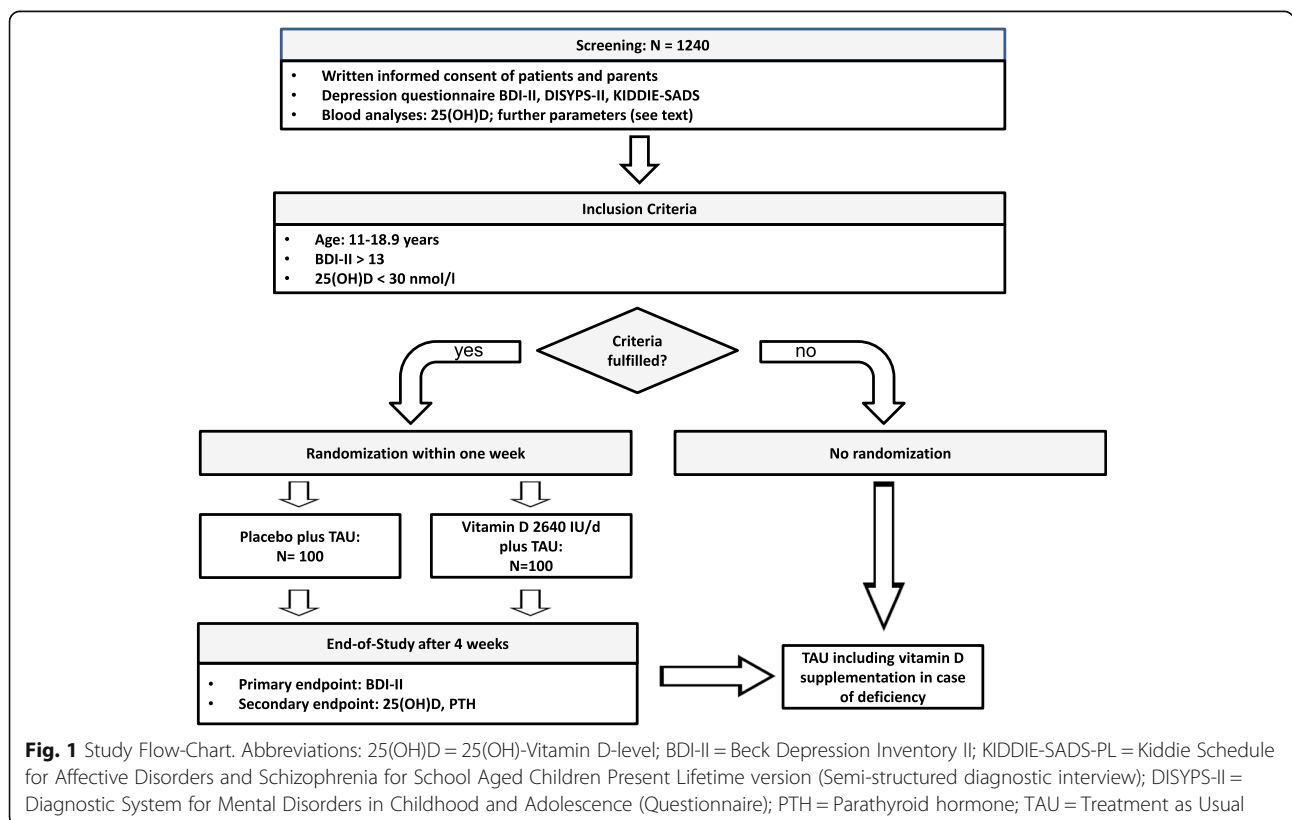 Screening: N = 1240
• Written informed consent of patients and parents
• Depression questionnaire BDI-II, DISYPS-II, KIDDIE-SADS
• Blood analyses: 25(OH)D; further parameters (see text)
Inclusion Criteria
• Age: 11-18.9 years
• BDI-II > 13
• 25(OH)D < 30 nmol/l
Criteria
fulfilled?
yes
no
Randomization within one week
No randomization
Placebo plus TAU:
N= 100
Vitamin D 2640 IU/d
plus TAU:
N=100
End-of-Study after 4 weeks
• Primary endpoint: BDI-II
• Secondary endpoint: 25(OH)D, PTH
TAU including vitamin D
supplementation in case
of deficiency
Fig. 1 Study Flow-Chart. Abbreviations: 25(OH)D = 25(OH)-Vitamin D-level; BDI-II = Beck Depression Inventory II; KIDDIE-SADS-PL = Kiddie Schedule
for Affective Disorders and Schizophrenia for School Aged Children Present Lifetime version (Semi-structured diagnostic interview); DISYPS-II =
Diagnostic System for Mental Disorders in Childhood and Adolescence (Questionnaire); PTH = Parathyroid hormone; TAU = Treatment as Usual